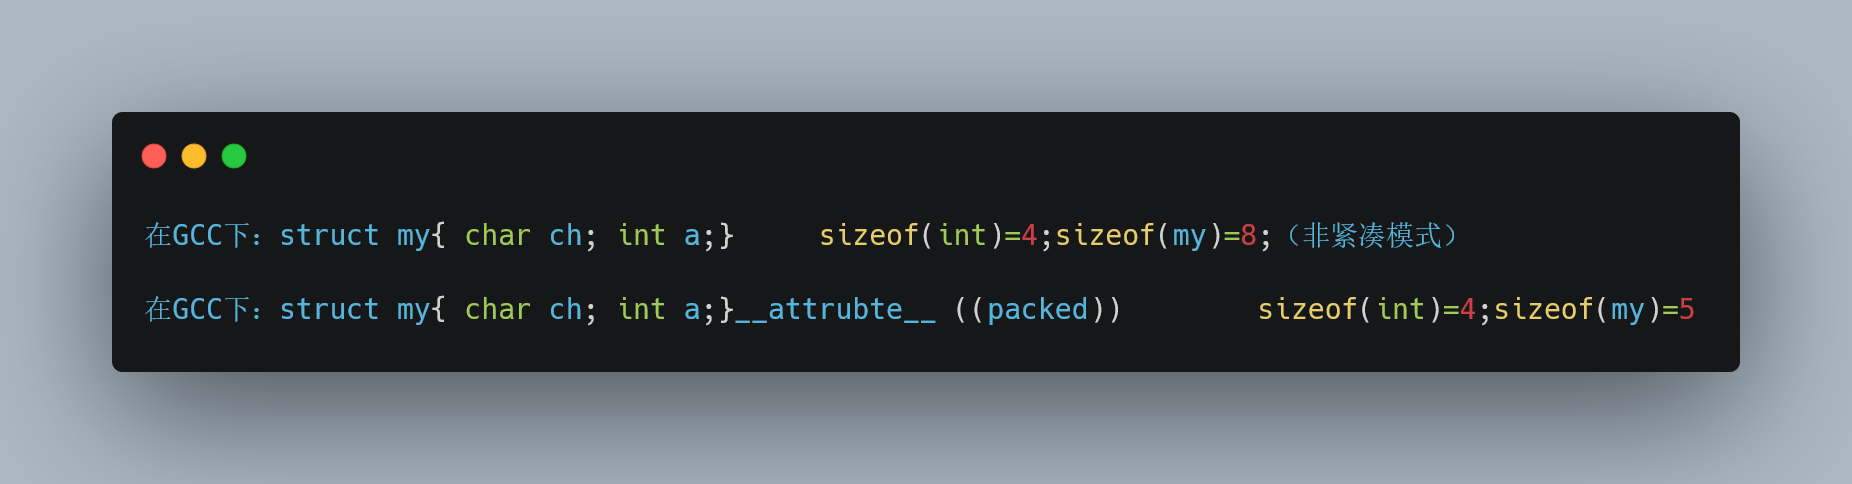 在GCC下：struct my{ char ch; int a;}     sizeof(int)=4;sizeof(my)=8;（非紧凑模式）
在GCC下：struct my{ char ch; int a;}__attrubte__ ((packed))        sizeof(int)=4;sizeof(my)=5